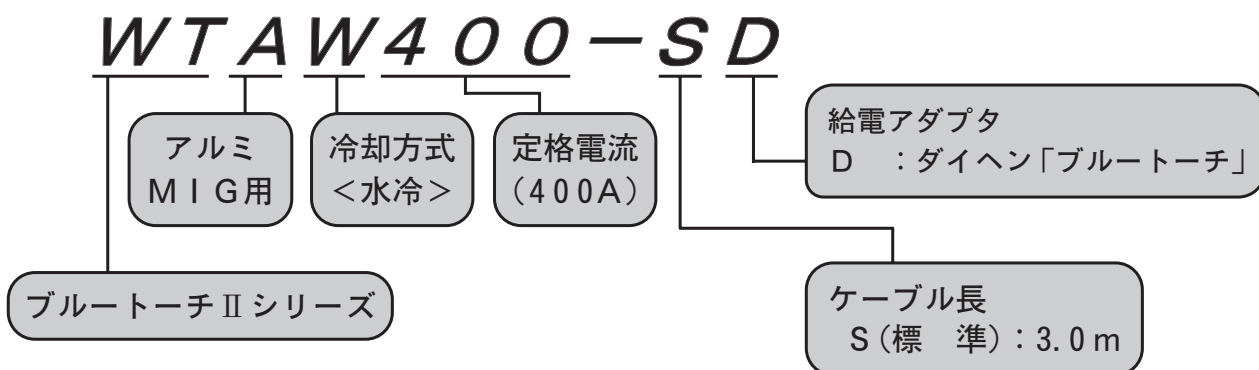 WTAW400-SD
アルミ
MIG用
冷却方式
<水冷>
定格電流
(400A)
給電アダプタ
D :ダイヘン「ブルートーチ」
ブルートーチⅡシリーズ
ケーブル長
S(標 準):3.0m